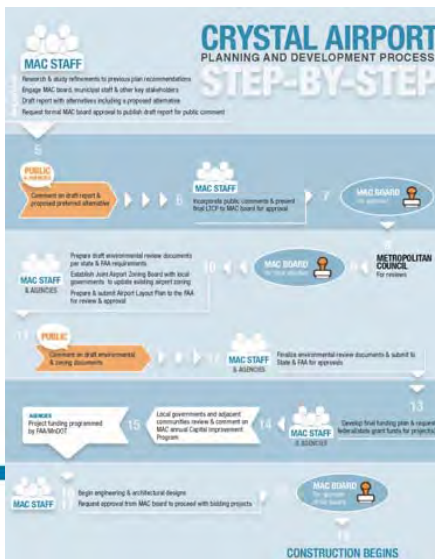 CRYSTAL AIRPORT
PLANNING AND DEVELOPMENT PROCESS
STEP-BY-STEP
MAC STAFF
Research & study refinements to previous plan recommendations
Engage MAC board, municipal staff & other key stakeholders
Draft report with alternatives including a proposed alternative
Request formal MAC board approval to publish draft report for public comment
5
PUBLIC
& AGENCIES
Comment on draft report &
proposed preferred alternative
6
MAC STAFF
Incorporate public comments & present
final LTCP to MAC board for approval
7
MAC BOARD
METROPOLITAN
COUNCIL
For reviews
MAC BOARD
10
MAC STAFF
& AGENCIES
Prepare draft environmental review documents
per state & FAA requirements
Establish Joint Airport Zoning Board with local
governments to update existing airport zoning
Prepare & submit Airport Layout Plan to the FAA
for review & approval
11
PUBLIC
Comment on draft environmental
& zoning documents
12
MAC STAFF
& AGENCIES
Finalize environmental review documents & submit to
State & FAA for approvals
13
MAC STAFF
& AGENCIES
Develop final funding plan & request
federal/state grant funds for projects
14
Local governments and adjacent
communities review & comment on
MAC annual Capital Improvement
Program
15
AGENCIES
Project funding programmed
by FAA/MnDOT
MAC STAFF
Begin engineering & architectural designs
Request approval from MAC board to proceed with bidding projects
MAC BOARD
CONSTRUCTION BEGINS